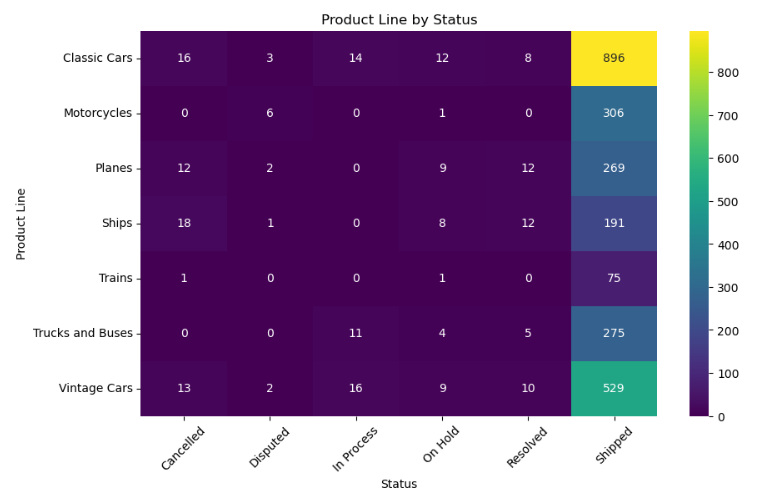 Product Line by Status
Product Line
Classic Cars 16 3 14 12 8 896
Motorcycles 0 6 0 1 0 306
Planes 12 2 0 9 12 269
Ships 18 1 0 8 12 191
Trains 1 0 0 1 0 75
Trucks and Buses 0 0 11 4 5 275
Vintage Cars 13 2 16 9 10 529
Cancelled Disputed In Process On Hold Resolved Shipped
Status
800
700
600
500
400
300
200
100
0